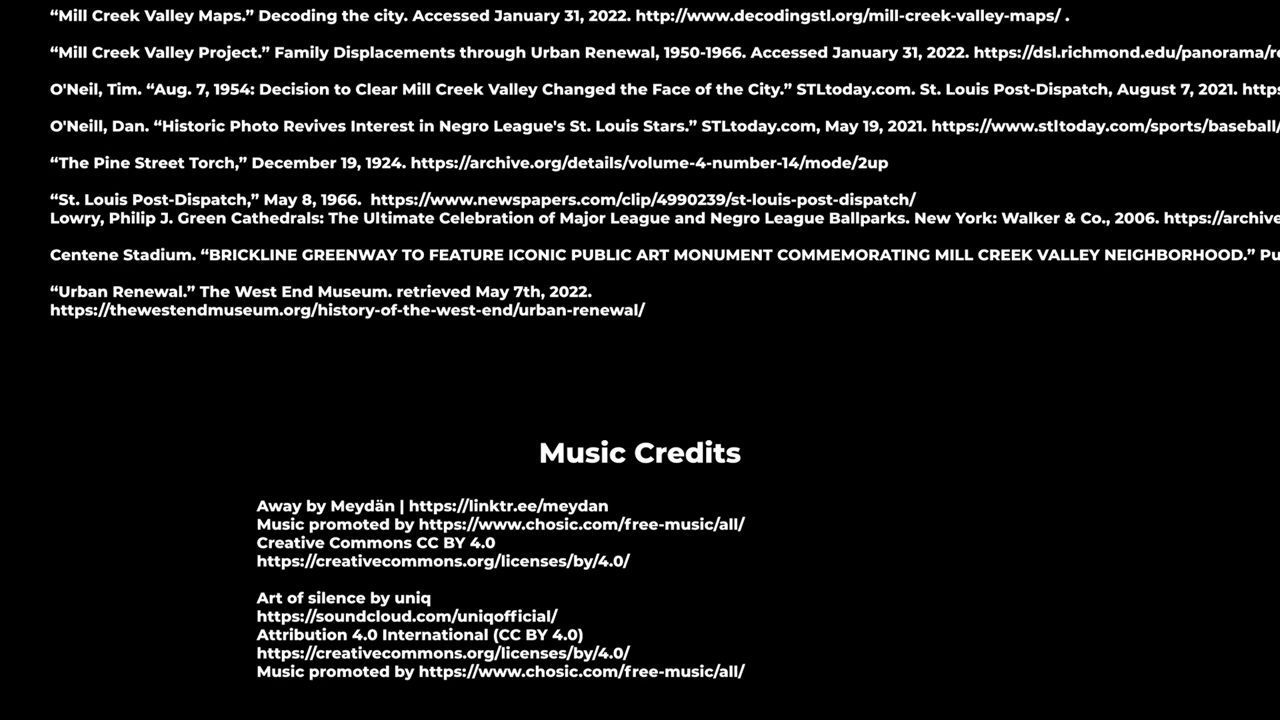 “Mill Creek Valley Maps.” Decoding the city. Accessed January 31, 2022. http://www.decodingstl.org/mill-creek-valley-maps/ .
“Mill Creek Valley Project.” Family Displacements through Urban Renewal, 1950-1966. Accessed January 31, 2022. https://dsl.richmond.edu/panorama/re
O'Neil, Tim. “Aug. 7, 1954: Decision to Clear Mill Creek Valley Changed the Face of the City.” STLtoday.com. St. Louis Post-Dispatch, August 7, 2021. https
O'Neill, Dan. “Historic Photo Revives Interest in Negro League's St. Louis Stars.” STLtoday.com, May 19, 2021. https://www.stltoday.com/sports/baseball/
“The Pine Street Torch,” December 19, 1924. https://archive.org/details/volume-4-number-14/mode/2up
“St. Louis Post-Dispatch,” May 8, 1966.  https://www.newspapers.com/clip/4990239/st-louis-post-dispatch/
Lowry, Philip J. Green Cathedrals: The Ultimate Celebration of Major League and Negro League Ballparks. New York: Walker & Co., 2006. https://archive
Centene Stadium. “BRICKLINE GREENWAY TO FEATURE ICONIC PUBLIC ART MONUMENT COMMEMORATING MILL CREEK VALLEY NEIGHBORHOOD.” Pu
“Urban Renewal.” The West End Museum. retrieved May 7th, 2022.
https://thewestendmuseum.org/history-of-the-west-end/urban-renewal/
Music Credits
Away by Meydän | https://linktr.ee/meydan
Music promoted by https://www.chosic.com/free-music/all/
Creative Commons CC BY 4.0
https://creativecommons.org/licenses/by/4.0/
Art of silence by uniq
https://soundcloud.com/uniqofficial/
Attribution 4.0 International (CC BY 4.0)
https://creativecommons.org/licenses/by/4.0/
Music promoted by https://www.chosic.com/free-music/all/